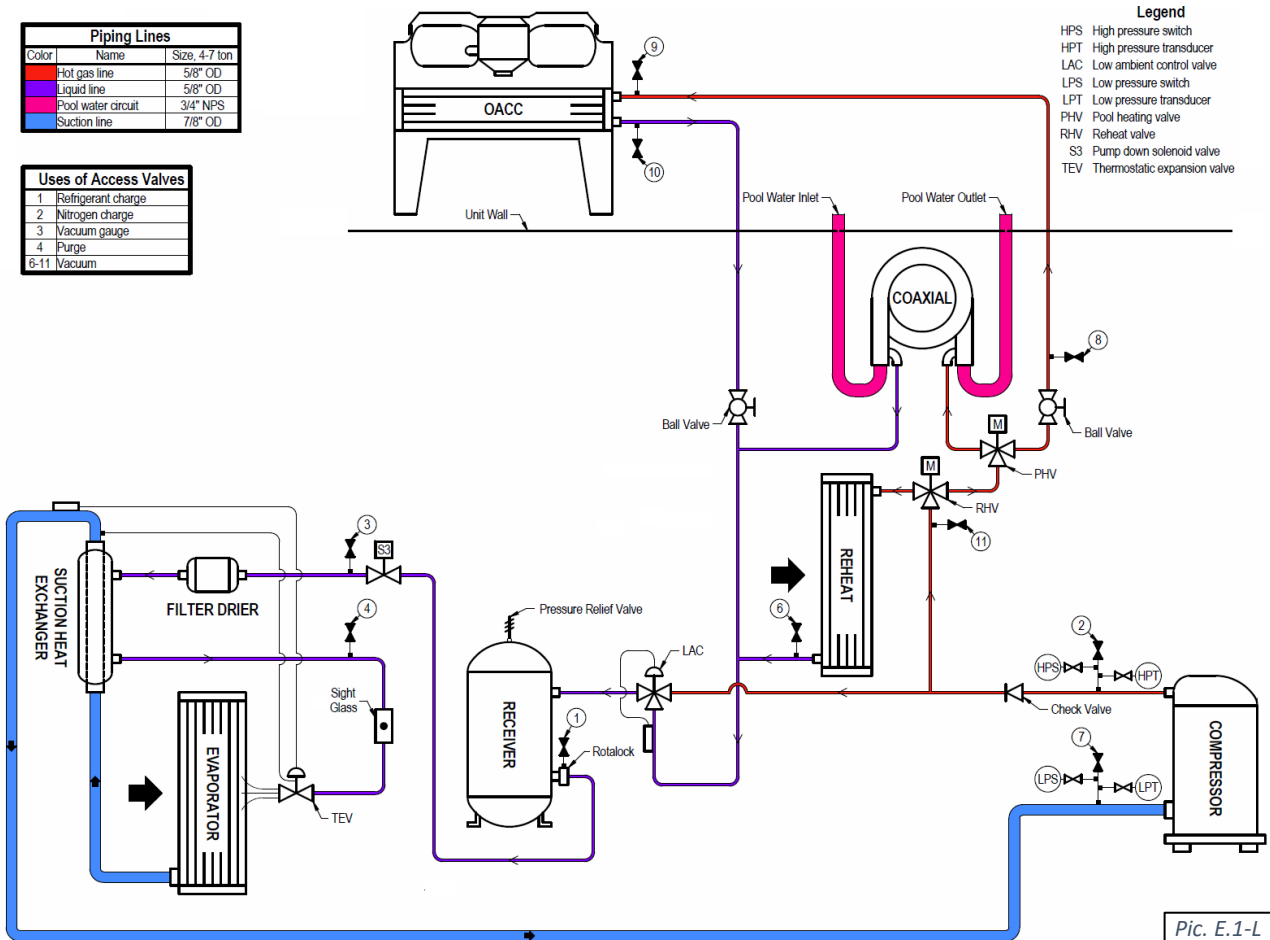 Piping Lines
Color Name Size, 4-7 ton
Hot gas line 5/8" OD
Liquid line 5/8" OD
Pool water circuit 3/4" NPS
Suction line 7/8" OD
Uses of Access Valves
1 Refrigerant charge
2 Nitrogen charge
3 Vacuum gauge
4 Purge
6-11 Vacuum
Legend
HPS High pressure switch
HPT High pressure transducer
LAC Low ambient control valve
LPS Low pressure switch
LPT Low pressure transducer
PHV Pool heating valve
RHV Reheat valve
S3 Pump down solenoid valve
TEV Thermostatic expansion valve
9
OACC
10
Unit Wall
Pool Water Inlet
Pool Water Outlet
COAXIAL
8
Ball Valve
Ball Valve
M
PHV
M
RHV
11
REHEAT
6
3
S3
SUCTION HEAT
EXCHANGER
FILTER DRIER
4
Pressure Relief Valve
LAC
2
HPS
HPT
Check Valve
COMPRESSOR
7
LPS
LPT
Sight
Glass
RECEIVER
1
Rotalock
EVAPORATOR
TEV
Pic. E.1-L